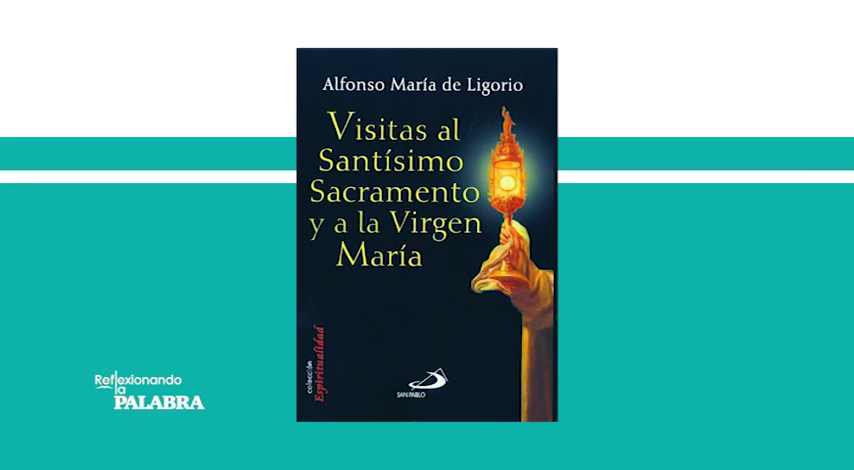 Alfonso María de Ligorio
Visitas al
Santísimo
Sacramento
y a la Virgen
María
colección
Espiritualidad
SAN PABLO
Reflexionando
la
PALABRA